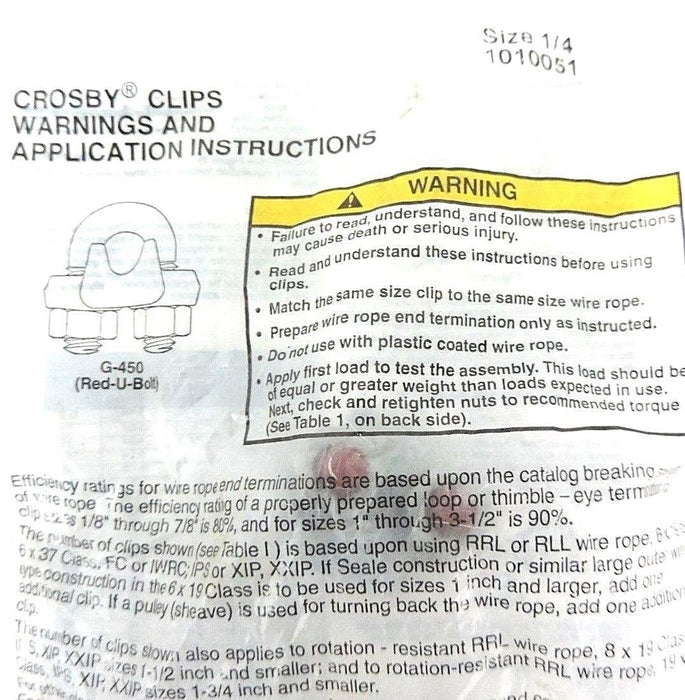 Size 1/4
1010051
CROSBY® CLIPS
WARNINGS AND
APPLICATION INSTRUCTIONS
WARNING
• Failure to read, understand, and follow these instructions
may cause death or serious injury.
• Read and understand these instructions before using
clips.
• Match the same size clip to the same size wire rope.
• Prepare wire rope end termination only as instructed.
• Do not use with plastic coated wire rope.
• Apply first load to test the assembly. This load should be
of equal or greater weight than loads expected in use.
Next, check and retighten nuts to recommended torque
(See Table 1, on back side).
G-450
(Red-U-Bolt)
Efficiency ratings for wire rope end terminations are based upon the catalog breaking
of wire rope The efficiency rating of a properly prepared loop or thimble – eye
clip sizes 1/8" through 7/8" is 80%, and for sizes 1" through 3-1/2" is 90%.
The number of clips shown (see Table I ) is based upon using RRL or RLL wire rope,
6 x 37 Class, FC or IWRC; IPS or XIP, XXIP. If Seale construction or similar large outer
type construction in the 6 x 19 Class is to be used for sizes 1 inch and larger, add one
additional clip. If a pulley (sheave) is used for turning back the wire rope, add one
clip.
The number of clips shown also applies to rotation - resistant RRL wire rope, 8 x 19
XIP, XXIP sizes 1-1/2 inch and smaller; and to rotation-resistant RRL wire rope, 19 x
Class, IPS, XIP, XXIP sizes 1-3/4 inch and smaller.